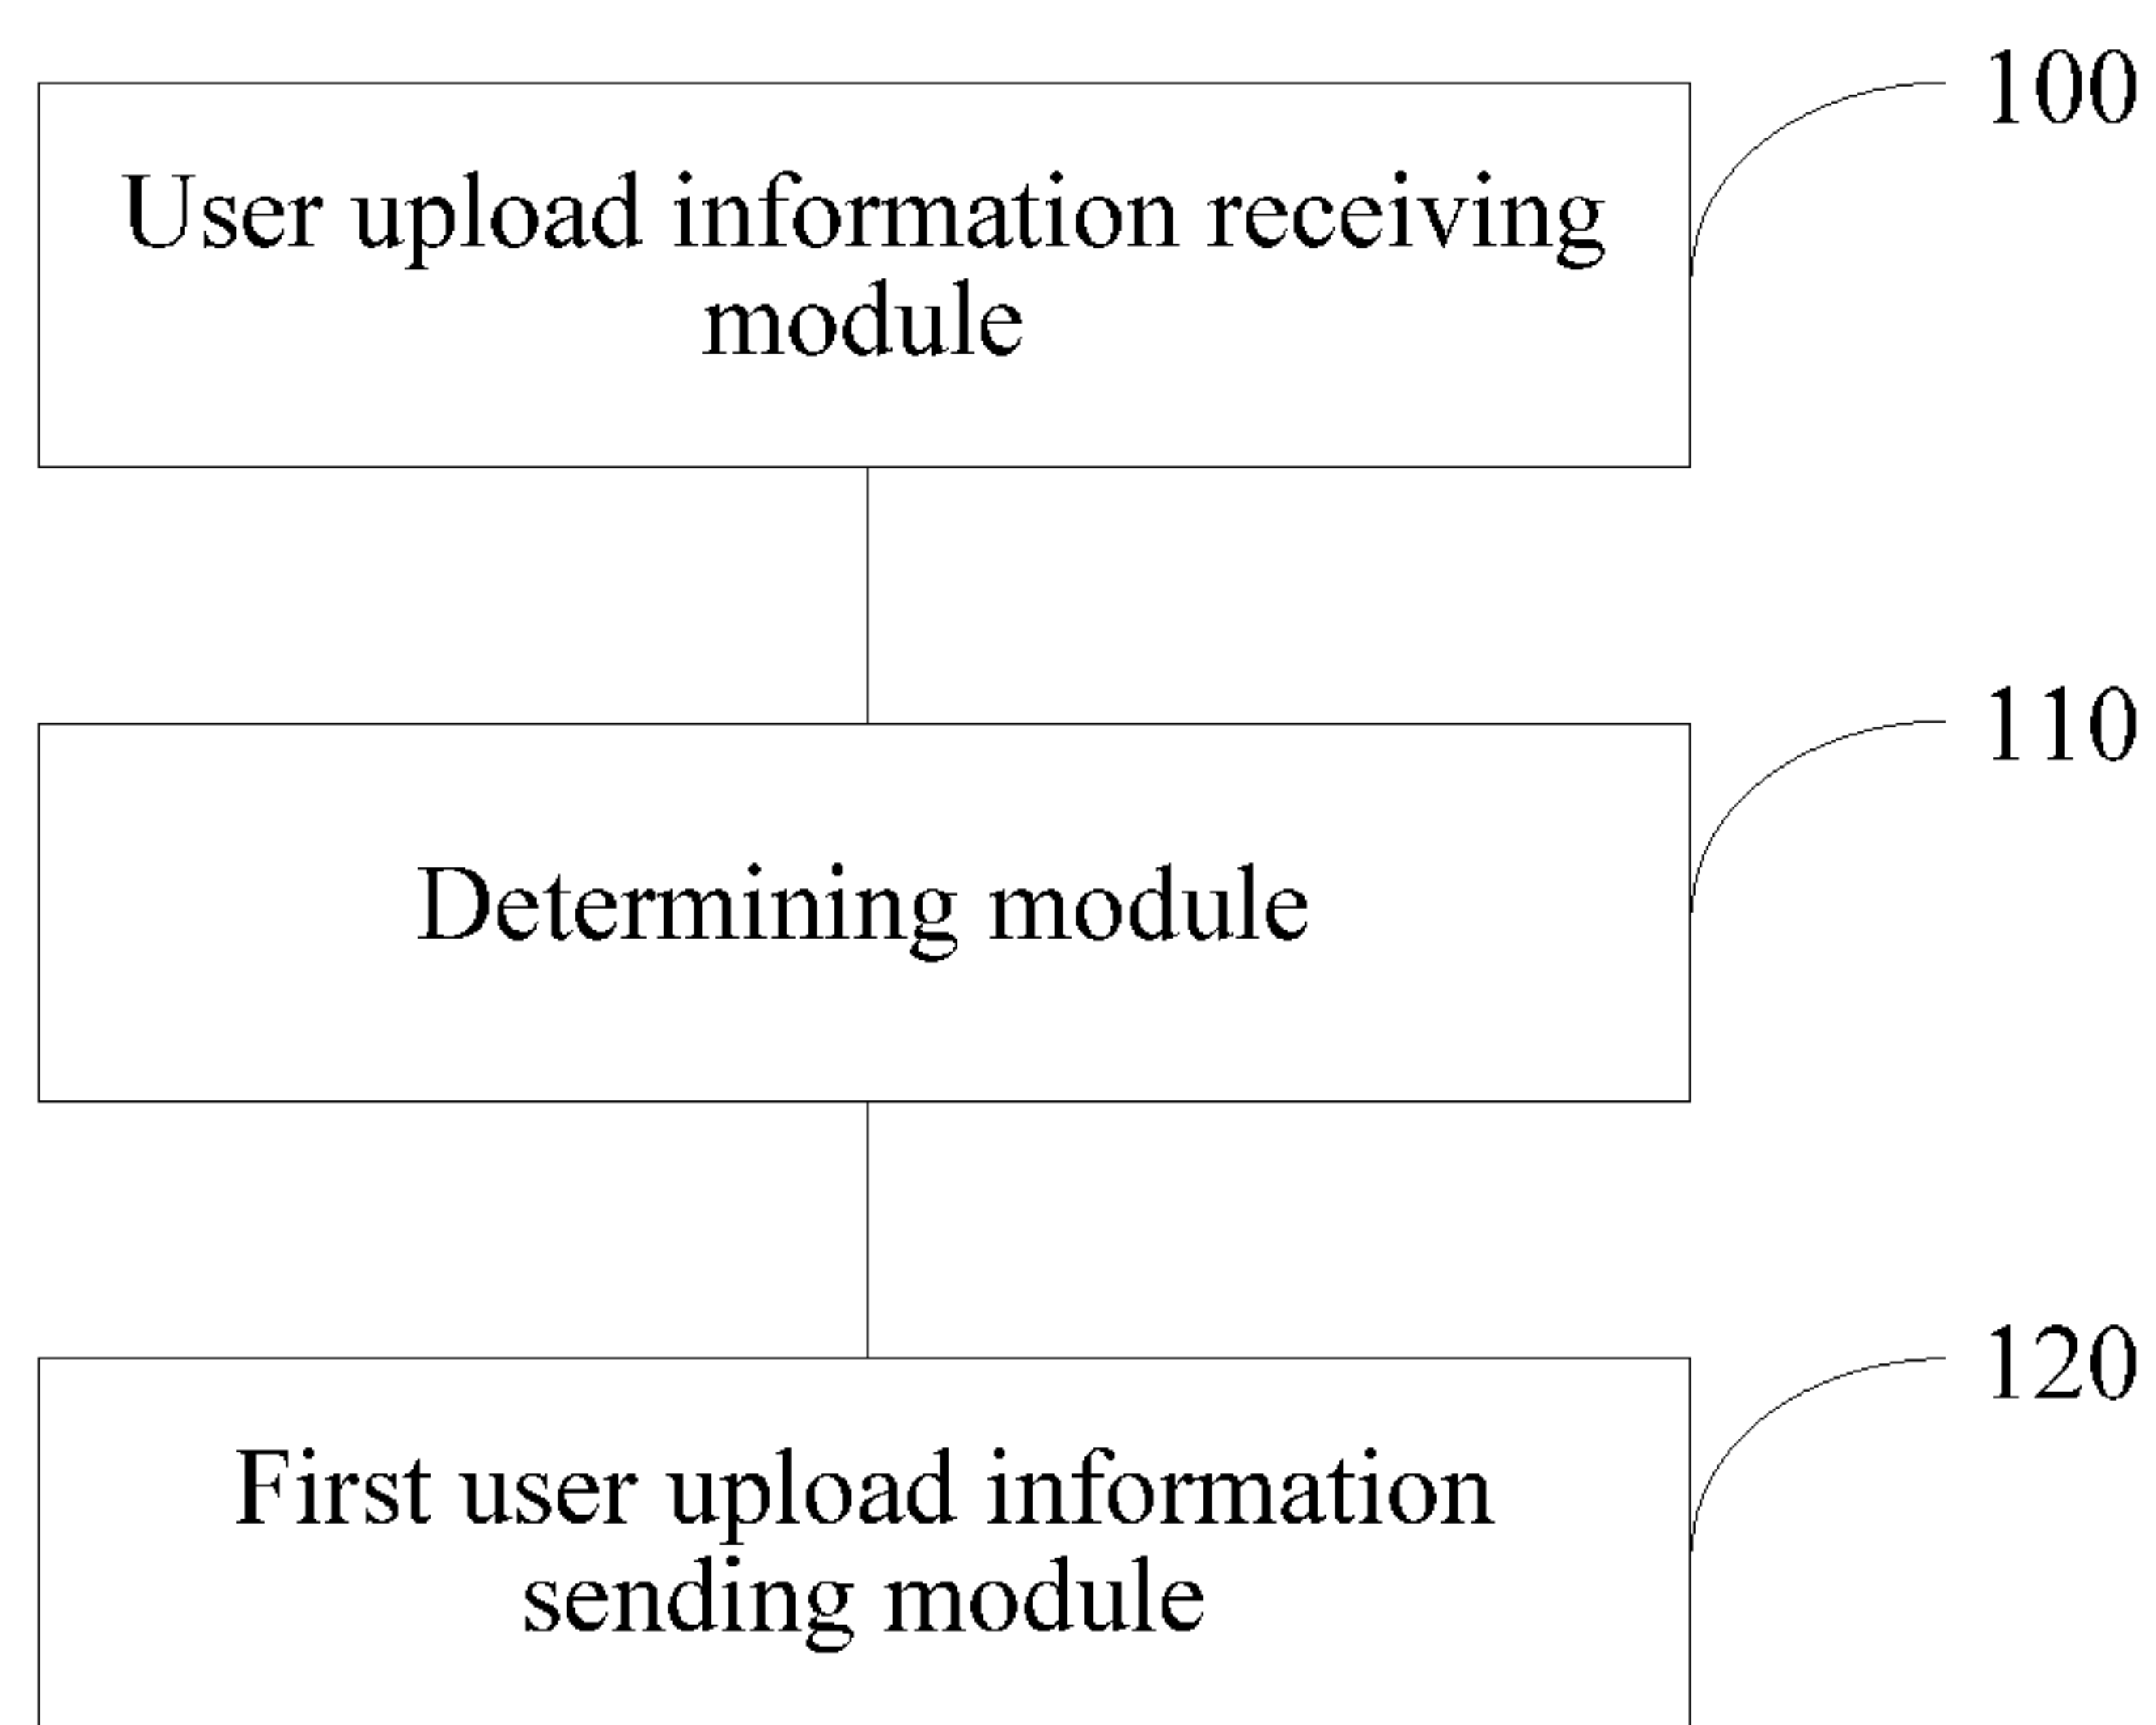 100
User upload information receiving
module
110
Determining module
120
First user upload information
sending module